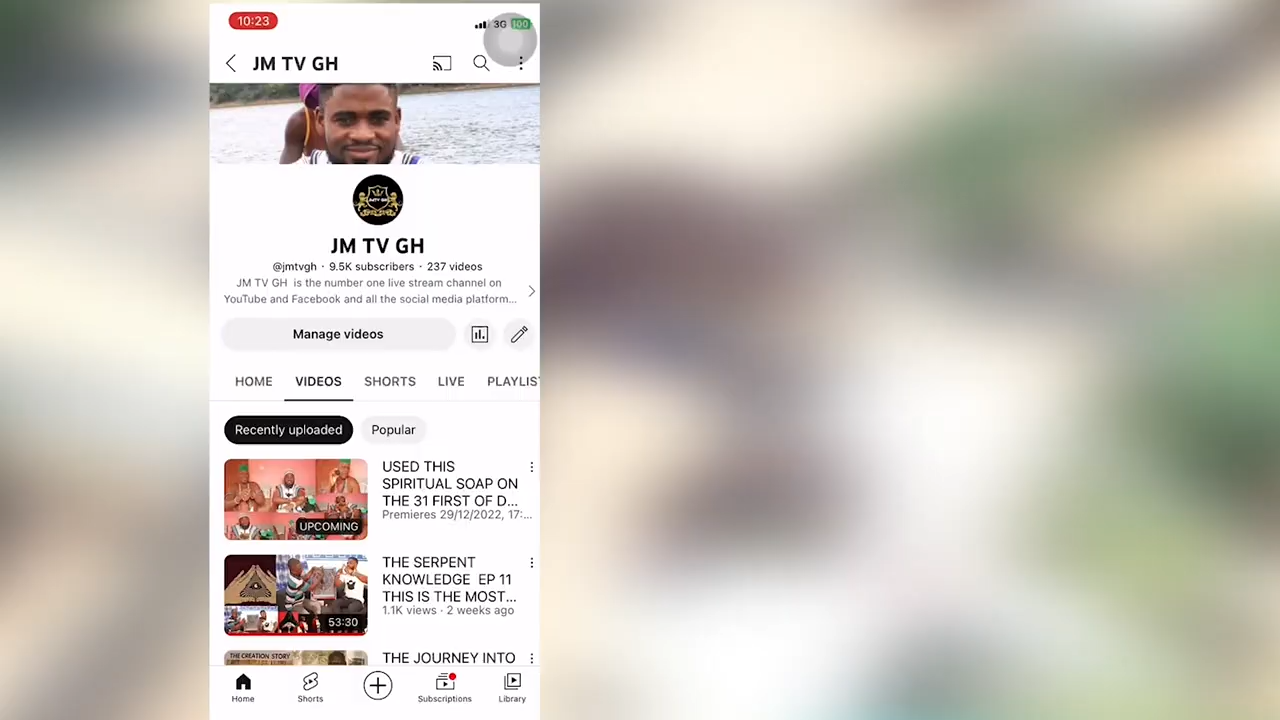 10:23
3G 100
JM TV GH
JM TV GH
@jmtvgh · 9.5K subscribers · 237 videos
JM TV GH is the number one live stream channel on
YouTube and Facebook and all the social media platform...
Manage videos
HOME VIDEOS SHORTS LIVE PLAYLIS
Recently uploaded Popular
USED THIS
SPIRITUAL SOAP ON
THE 31 FIRST OF D...
Premieres 29/12/2022, 17:...
UPCOMING
THE SERPENT
KNOWLEDGE EP 11
THIS IS THE MOST...
1.1K views · 2 weeks ago
53:30
THE CREATION STORY
THE JOURNEY INTO
Home Shorts Subscriptions Library